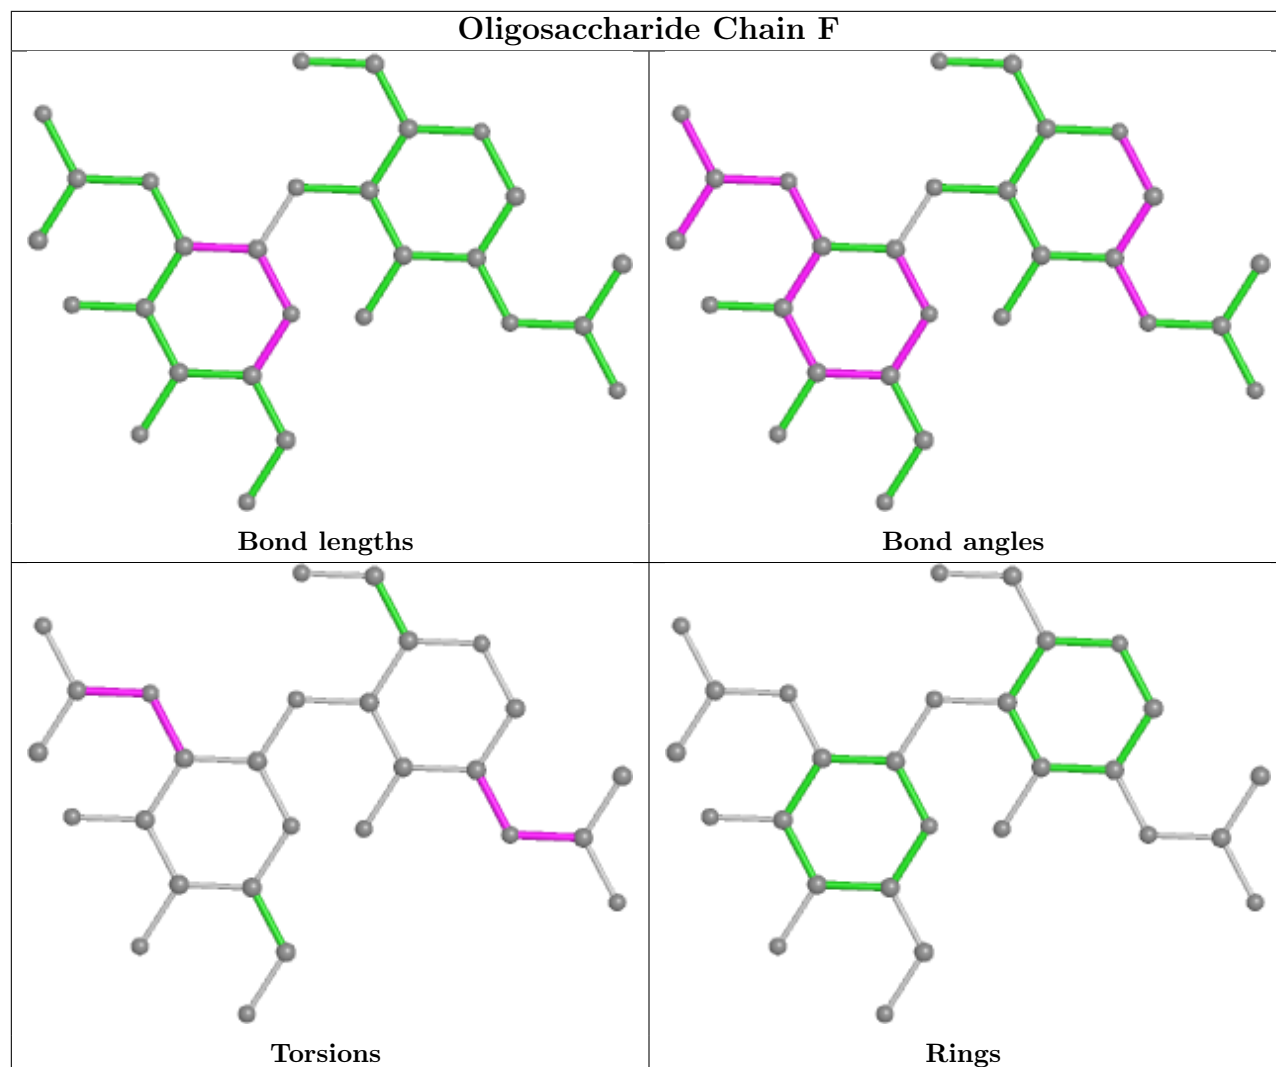 Oligosaccharide Chain F
Bond lengths
Bond angles
Torsions
Rings